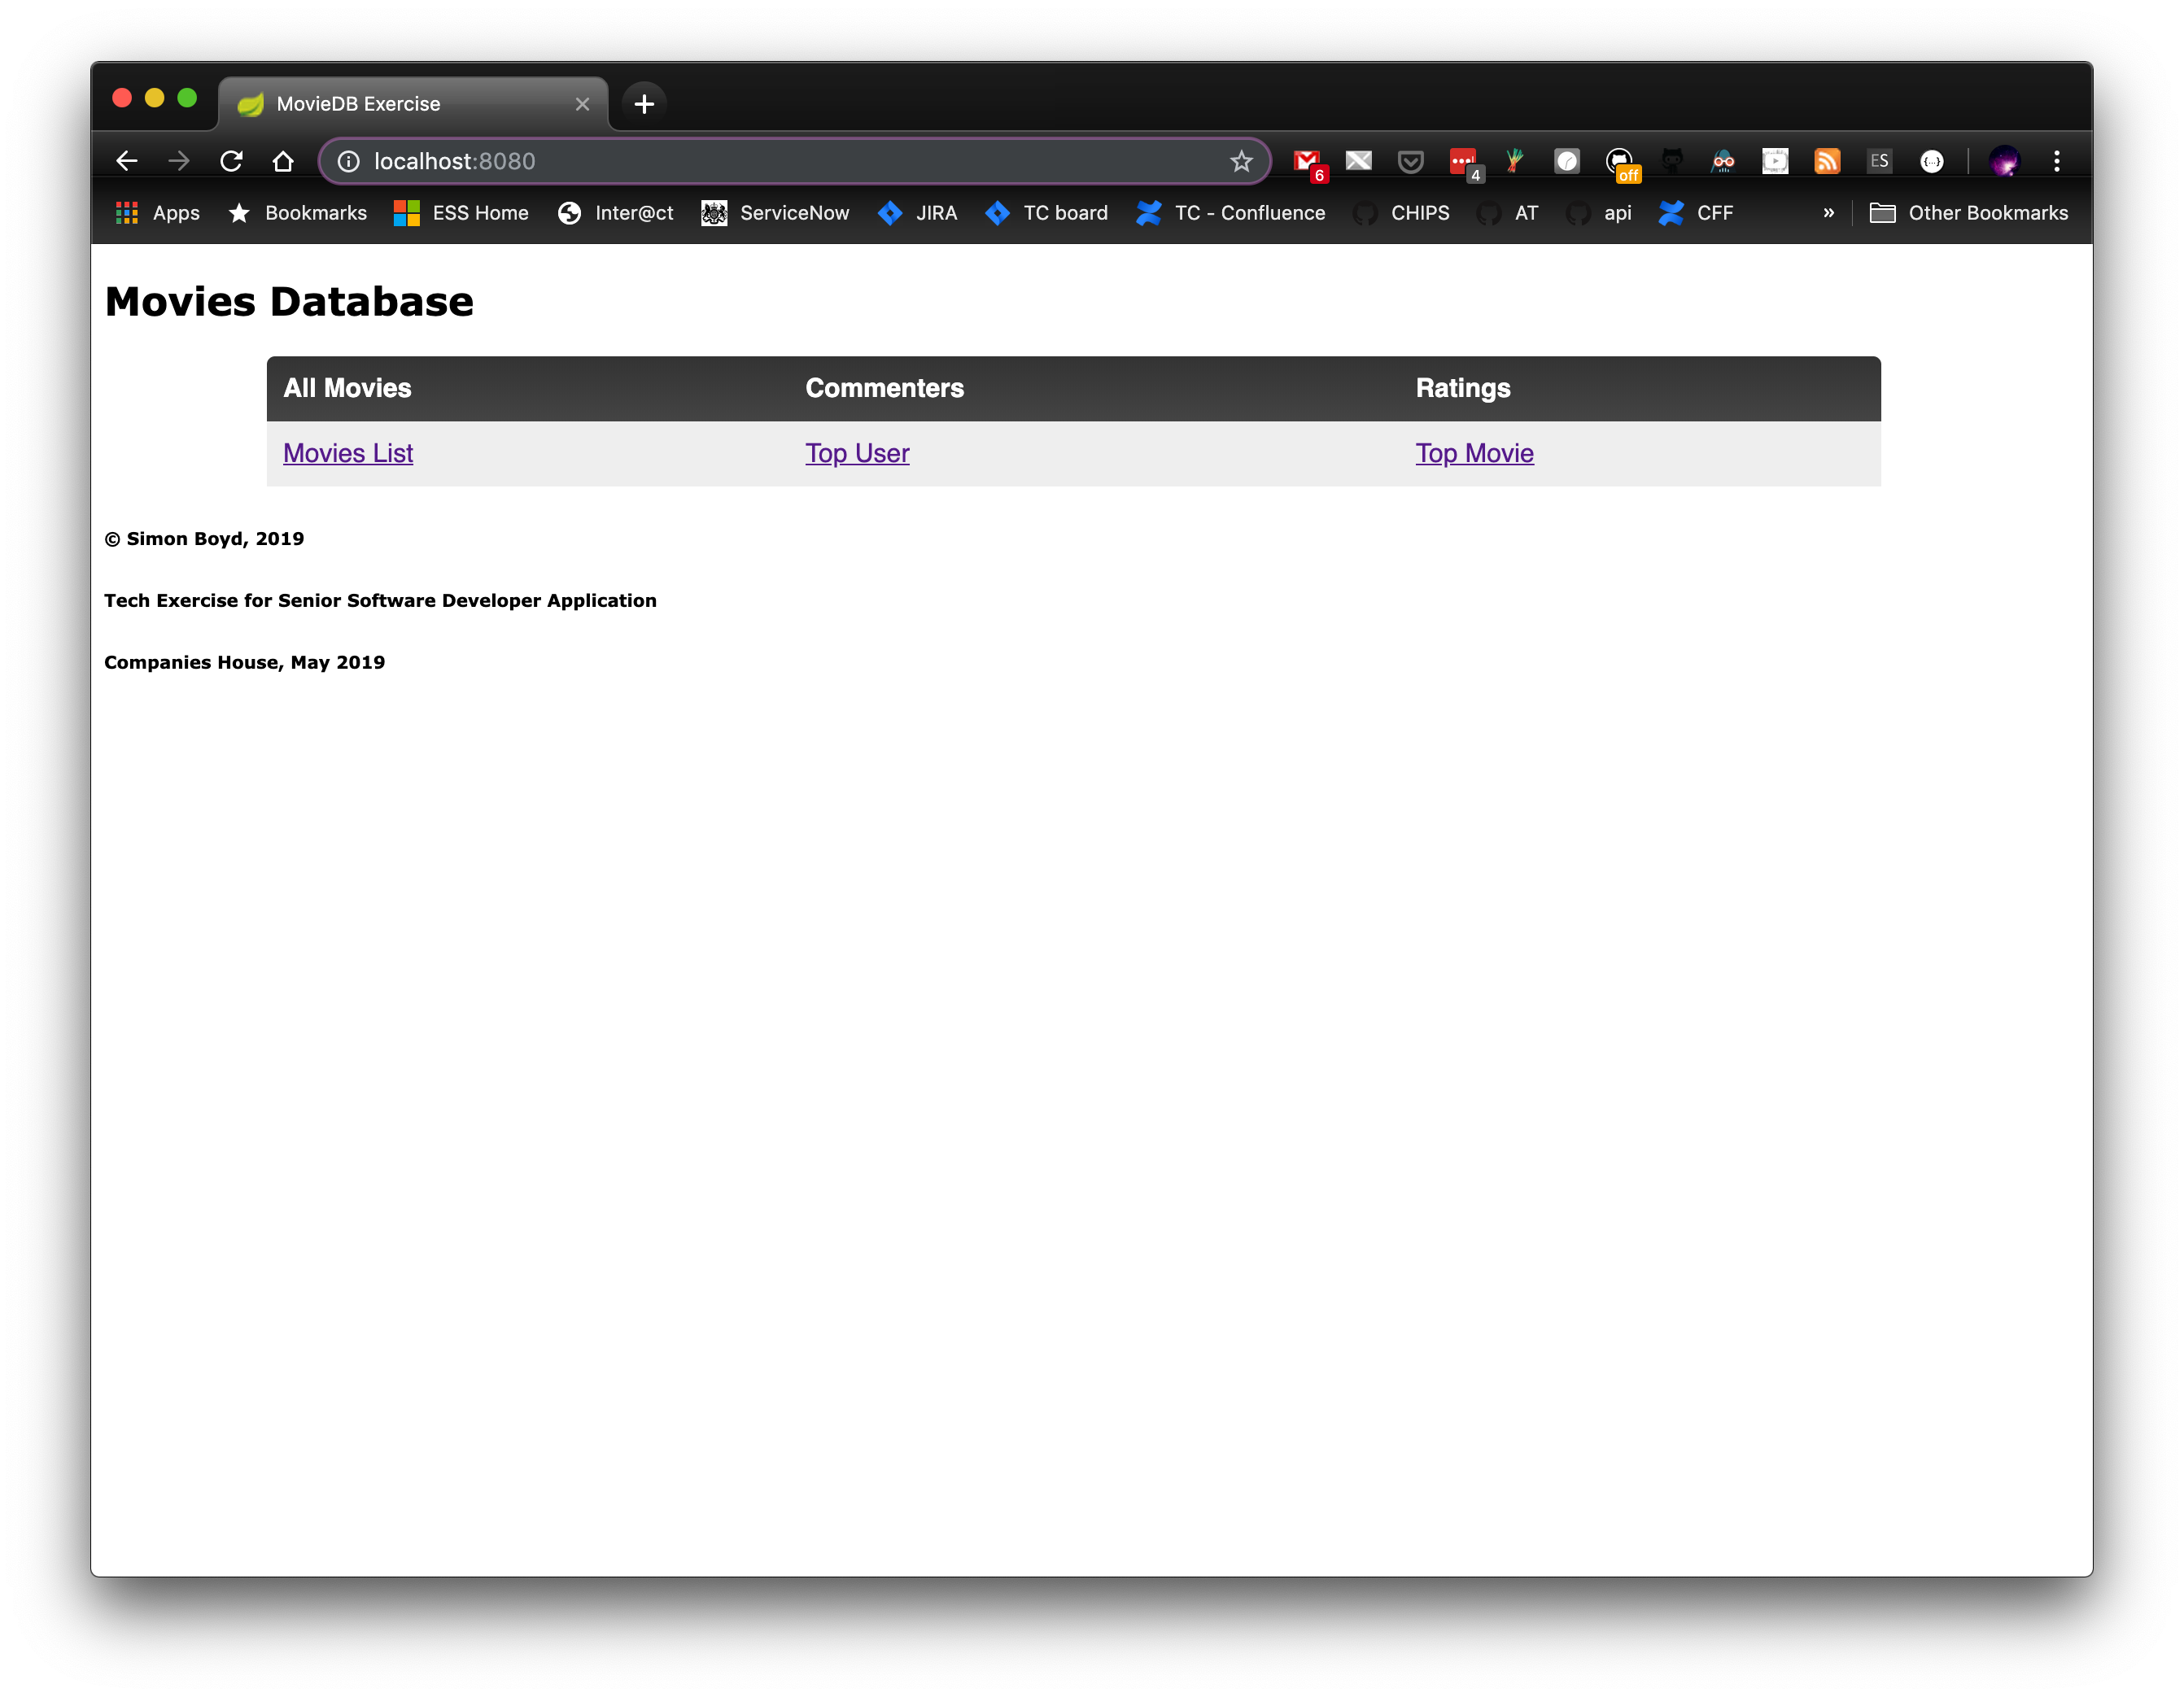 MovieDB Exercise
localhost:8080
6
4
off
ES
{...}
Apps Bookmarks ESS Home Inter@ct ServiceNow JIRA TC board TC - Confluence CHIPS AT api CFF » Other Bookmarks
Movies Database
All Movies Commenters Ratings
Movies List Top User Top Movie
© Simon Boyd, 2019
Tech Exercise for Senior Software Developer Application
Companies House, May 2019